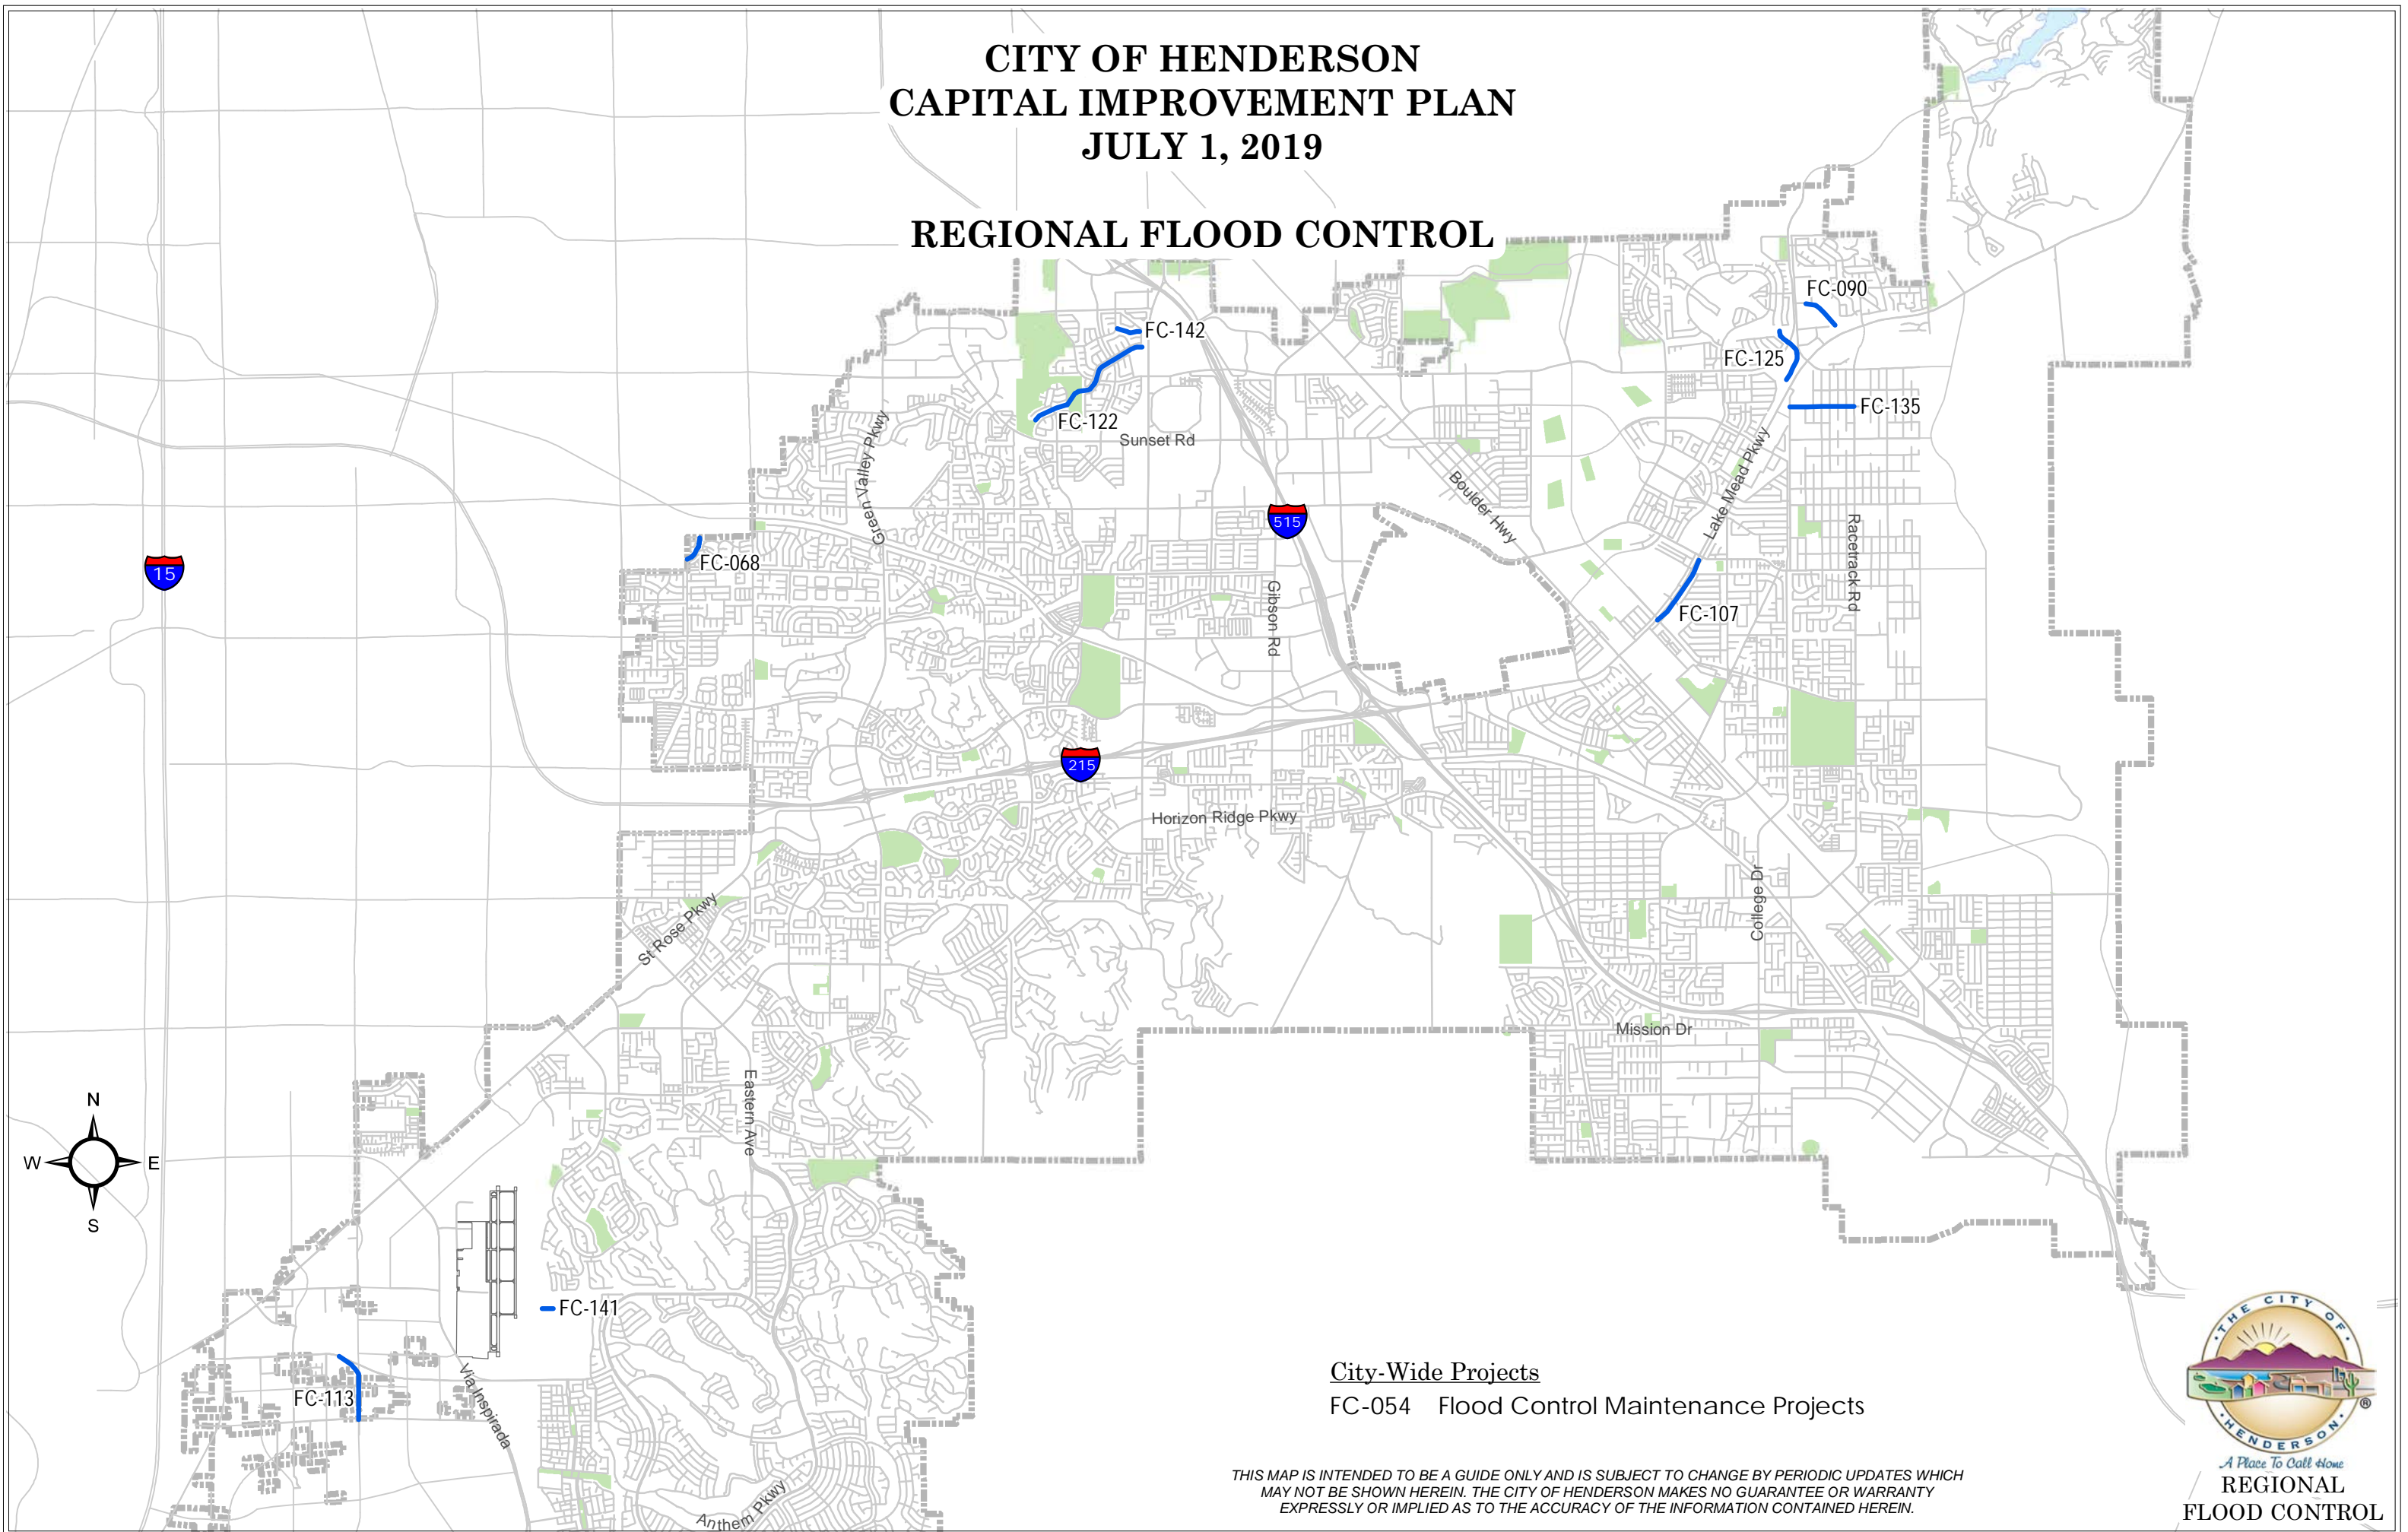 CITY OF HENDERSON
CAPITAL IMPROVEMENT PLAN
JULY 1, 2019
REGIONAL FLOOD CONTROL
FC-090
FC-142
FC-125
FC-135
FC-122
Sunset Rd
Green Valley Pkwy
Lake Mead Pkwy
Boulder Hwy
515
Racetrack Rd
FC-068
15
Gibson Rd
FC-107
215
Horizon Ridge Pkwy
College Dr
St Rose Pkwy
Mission Dr
Eastern Ave
N
W E
S
FC-141
FC-113
Via Inspirada
Anthem Pkwy
City-Wide Projects
FC-054 Flood Control Maintenance Projects
THIS MAP IS INTENDED TO BE A GUIDE ONLY AND IS SUBJECT TO CHANGE BY PERIODIC UPDATES WHICH
MAY NOT BE SHOWN HEREIN. THE CITY OF HENDERSON MAKES NO GUARANTEE OR WARRANTY
EXPRESSLY OR IMPLIED AS TO THE ACCURACY OF THE INFORMATION CONTAINED HEREIN.
THE CITY OF
HENDERSON
®
A Place To Call Home
REGIONAL
FLOOD CONTROL